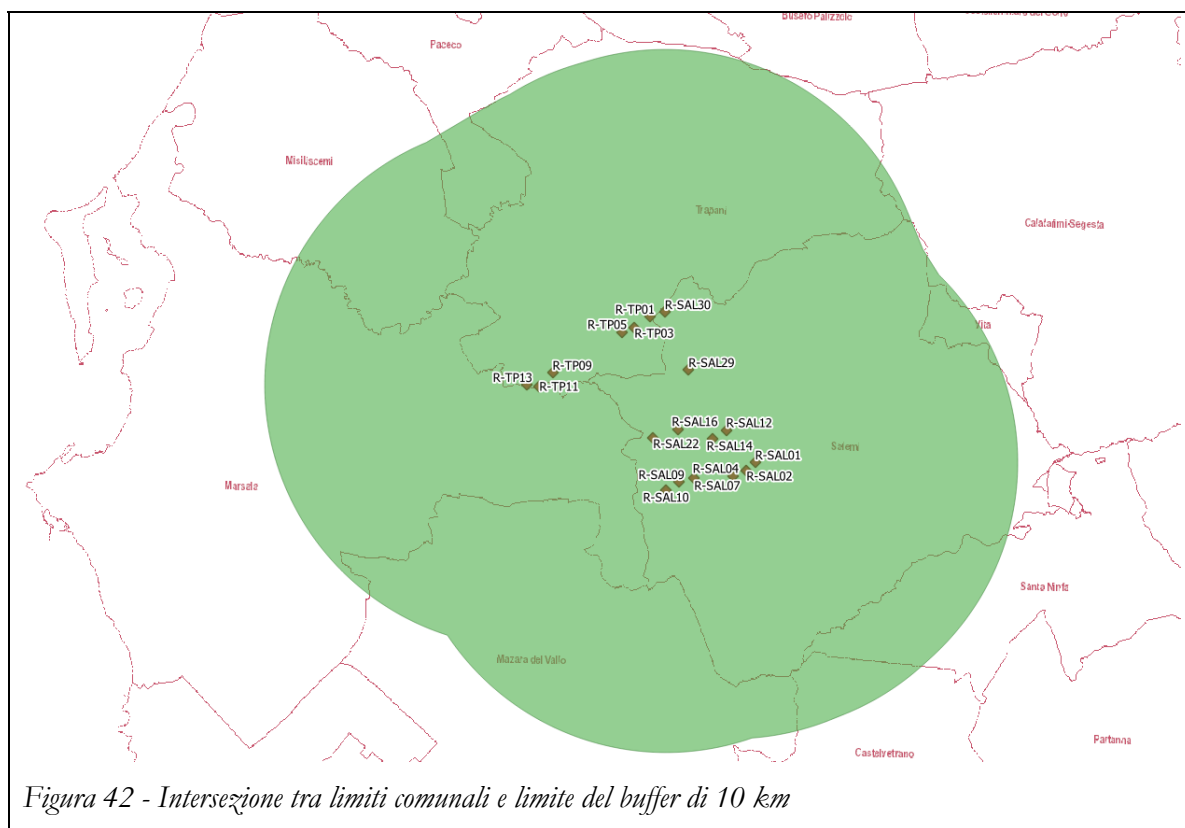 Buseto Palizzolo
Paceco
Misiliscemi
Trapani
Calatafimi-Segesta
R-TP01
R-SAL30
R-TP05
R-TP03
Vita
R-SAL29
R-TP09
R-TP13
R-TP11
R-SAL16
R-SAL12
R-SAL22
R-SAL14
Salemi
R-SAL01
R-SAL09
R-SAL04
R-SAL02
R-SAL07
R-SAL10
Marsala
Santa Ninfa
Mazara del Vallo
Castelvetrano
Partanna
Figura 42 - Intersezione tra limiti comunali e limite del buffer di 10 km